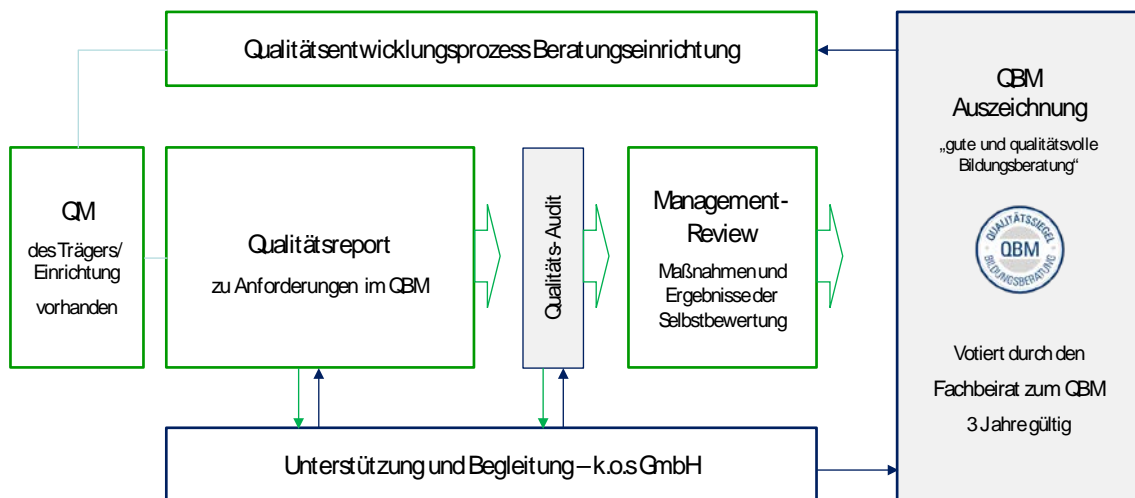 Qualitätsentwicklungsprozess Beratungseinrichtung
QM
des Trägers/
Einrichtung
vorhanden
Qualitätsreport
zu Anforderungen im QBM
Qualitäts-Audit
Management-
Review
Maßnahmen und
Ergebnisse der
Selbstbewertung
QBM
Auszeichnung
„gute und qualitätsvolle
Bildungsberatung“
QUALITÄTSSIEGEL
QBM
BILDUNGSBERATUNG
Votiert durch den
Fachbeirat zum QBM
3 Jahre gültig
Unterstützung und Begleitung – k.o.s GmbH